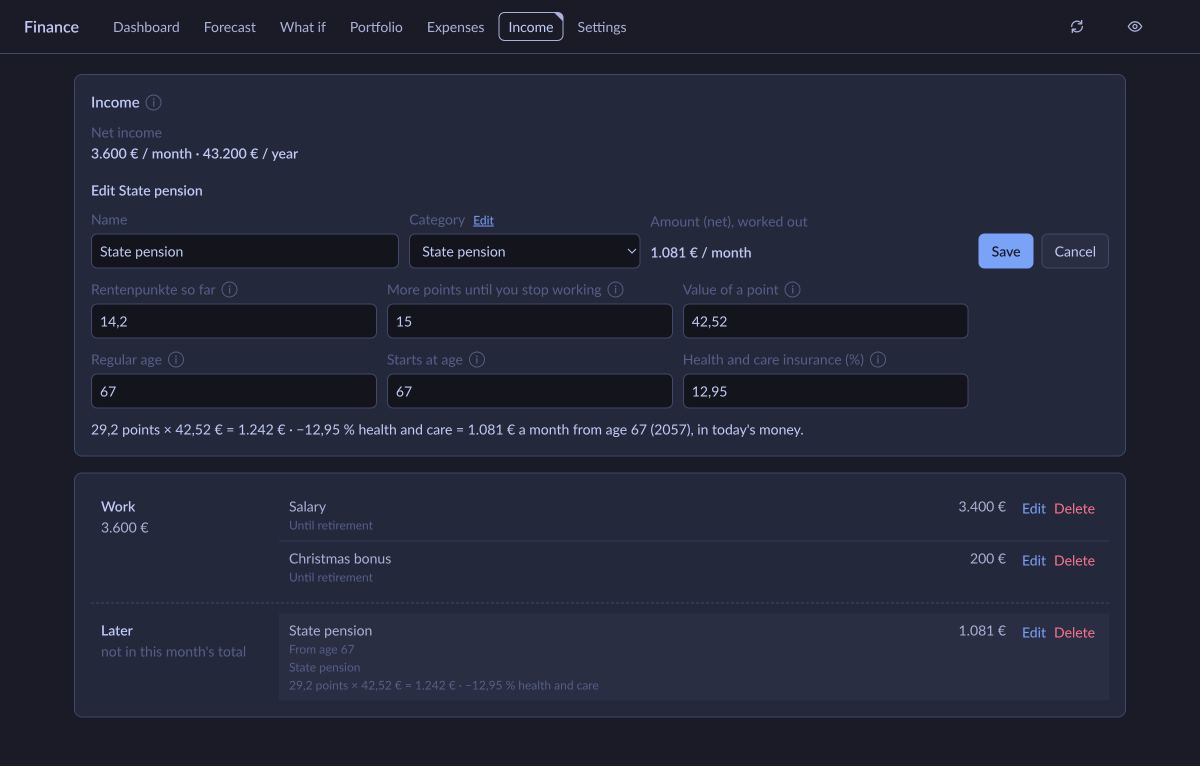 Finance Dashboard Forecast What if Portfolio Expenses Income Settings
Income
Net income
3.600 € / month · 43.200 € / year
Edit State pension
Name Category Edit Amount (net), worked out
State pension State pension 1.081 € / month Save Cancel
Rentenpunkte so far More points until you stop working Value of a point
14,2 15 42,52
Regular age Starts at age Health and care insurance (%)
67 67 12,95
29,2 points × 42,52 € = 1.242 € · −12,95 % health and care = 1.081 € a month from age 67 (2057), in today's money.
Work Salary 3.400 € Edit Delete
3.600 € Until retirement
Christmas bonus 200 € Edit Delete
Until retirement
Later State pension 1.081 € Edit Delete
not in this month's total From age 67
State pension
29,2 points × 42,52 € = 1.242 € · −12,95 % health and care